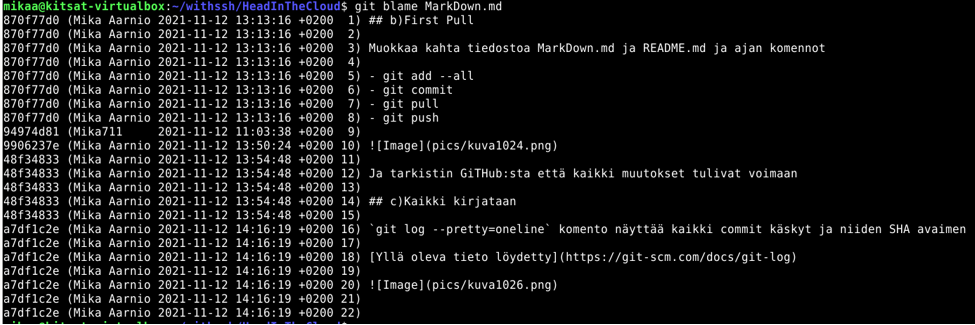 mikaa@kitsat-virtualbox:~/withssh/HeadInTheCloud$ git blame MarkDown.md
870f77d0 (Mika Aarnio 2021-11-12 13:13:16 +0200  1) ## b)First Pull
870f77d0 (Mika Aarnio 2021-11-12 13:13:16 +0200  2)
870f77d0 (Mika Aarnio 2021-11-12 13:13:16 +0200  3) Muokkaa kahta tiedostoa MarkDown.md ja README.md ja ajan komennot
870f77d0 (Mika Aarnio 2021-11-12 13:13:16 +0200  4)
870f77d0 (Mika Aarnio 2021-11-12 13:13:16 +0200  5) - git add --all
870f77d0 (Mika Aarnio 2021-11-12 13:13:16 +0200  6) - git commit
870f77d0 (Mika Aarnio 2021-11-12 13:13:16 +0200  7) - git pull
870f77d0 (Mika Aarnio 2021-11-12 13:13:16 +0200  8) - git push
94974d81 (Mika711     2021-11-12 11:03:38 +0200  9)
9906237e (Mika Aarnio 2021-11-12 13:50:24 +0200 10) ![Image](pics/kuva1024.png)
48f34833 (Mika Aarnio 2021-11-12 13:54:48 +0200 11)
48f34833 (Mika Aarnio 2021-11-12 13:54:48 +0200 12) Ja tarkistin GiTHub:sta että kaikki muutokset tulivat voimaan
48f34833 (Mika Aarnio 2021-11-12 13:54:48 +0200 13)
48f34833 (Mika Aarnio 2021-11-12 13:54:48 +0200 14) ## c)Kaikki kirjataan
48f34833 (Mika Aarnio 2021-11-12 13:54:48 +0200 15)
a7df1c2e (Mika Aarnio 2021-11-12 14:16:19 +0200 16) `git log --pretty=oneline` komento näyttää kaikki commit käskyt ja niiden SHA avaimen
a7df1c2e (Mika Aarnio 2021-11-12 14:16:19 +0200 17)
a7df1c2e (Mika Aarnio 2021-11-12 14:16:19 +0200 18) [Yllä oleva tieto löydetty](https://git-scm.com/docs/git-log)
a7df1c2e (Mika Aarnio 2021-11-12 14:16:19 +0200 19)
a7df1c2e (Mika Aarnio 2021-11-12 14:16:19 +0200 20) ![Image](pics/kuva1026.png)
a7df1c2e (Mika Aarnio 2021-11-12 14:16:19 +0200 21)
a7df1c2e (Mika Aarnio 2021-11-12 14:16:19 +0200 22)